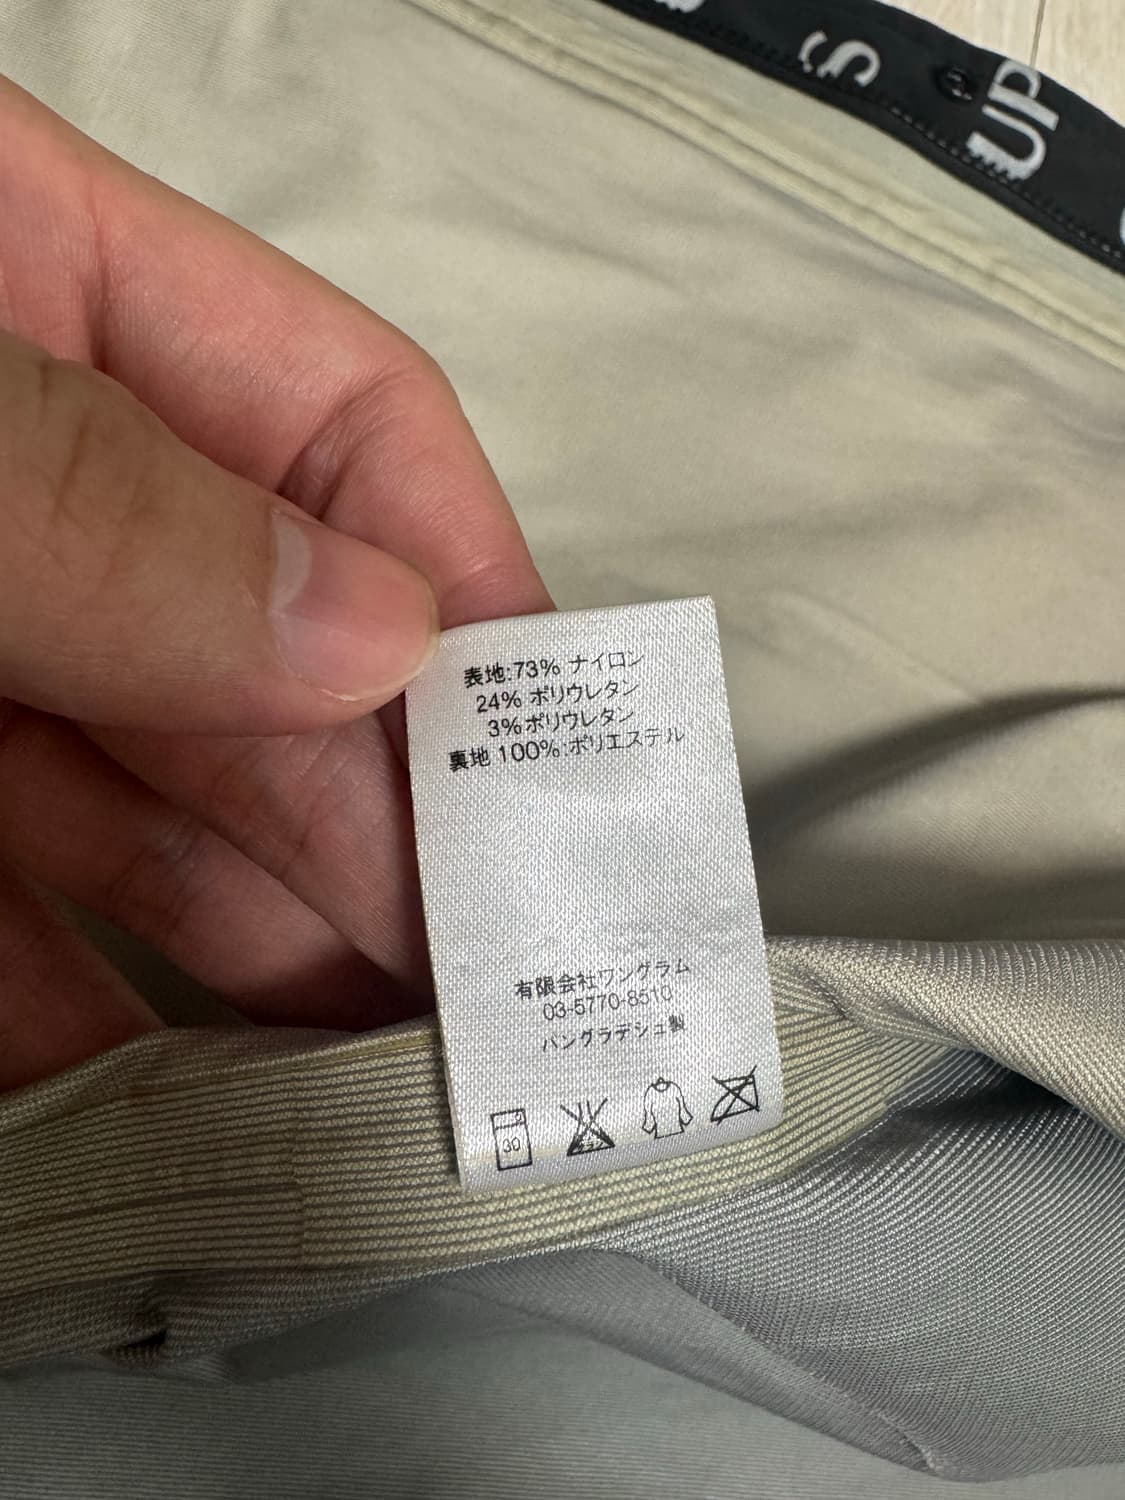 S
UP
表地:73% ナイロン
24% ポリウレタン
3%ポリウレタン
裏地 100%:ポリエステル
有限会社ワングラム
03-5770-8510
ハングラデシュ製
30